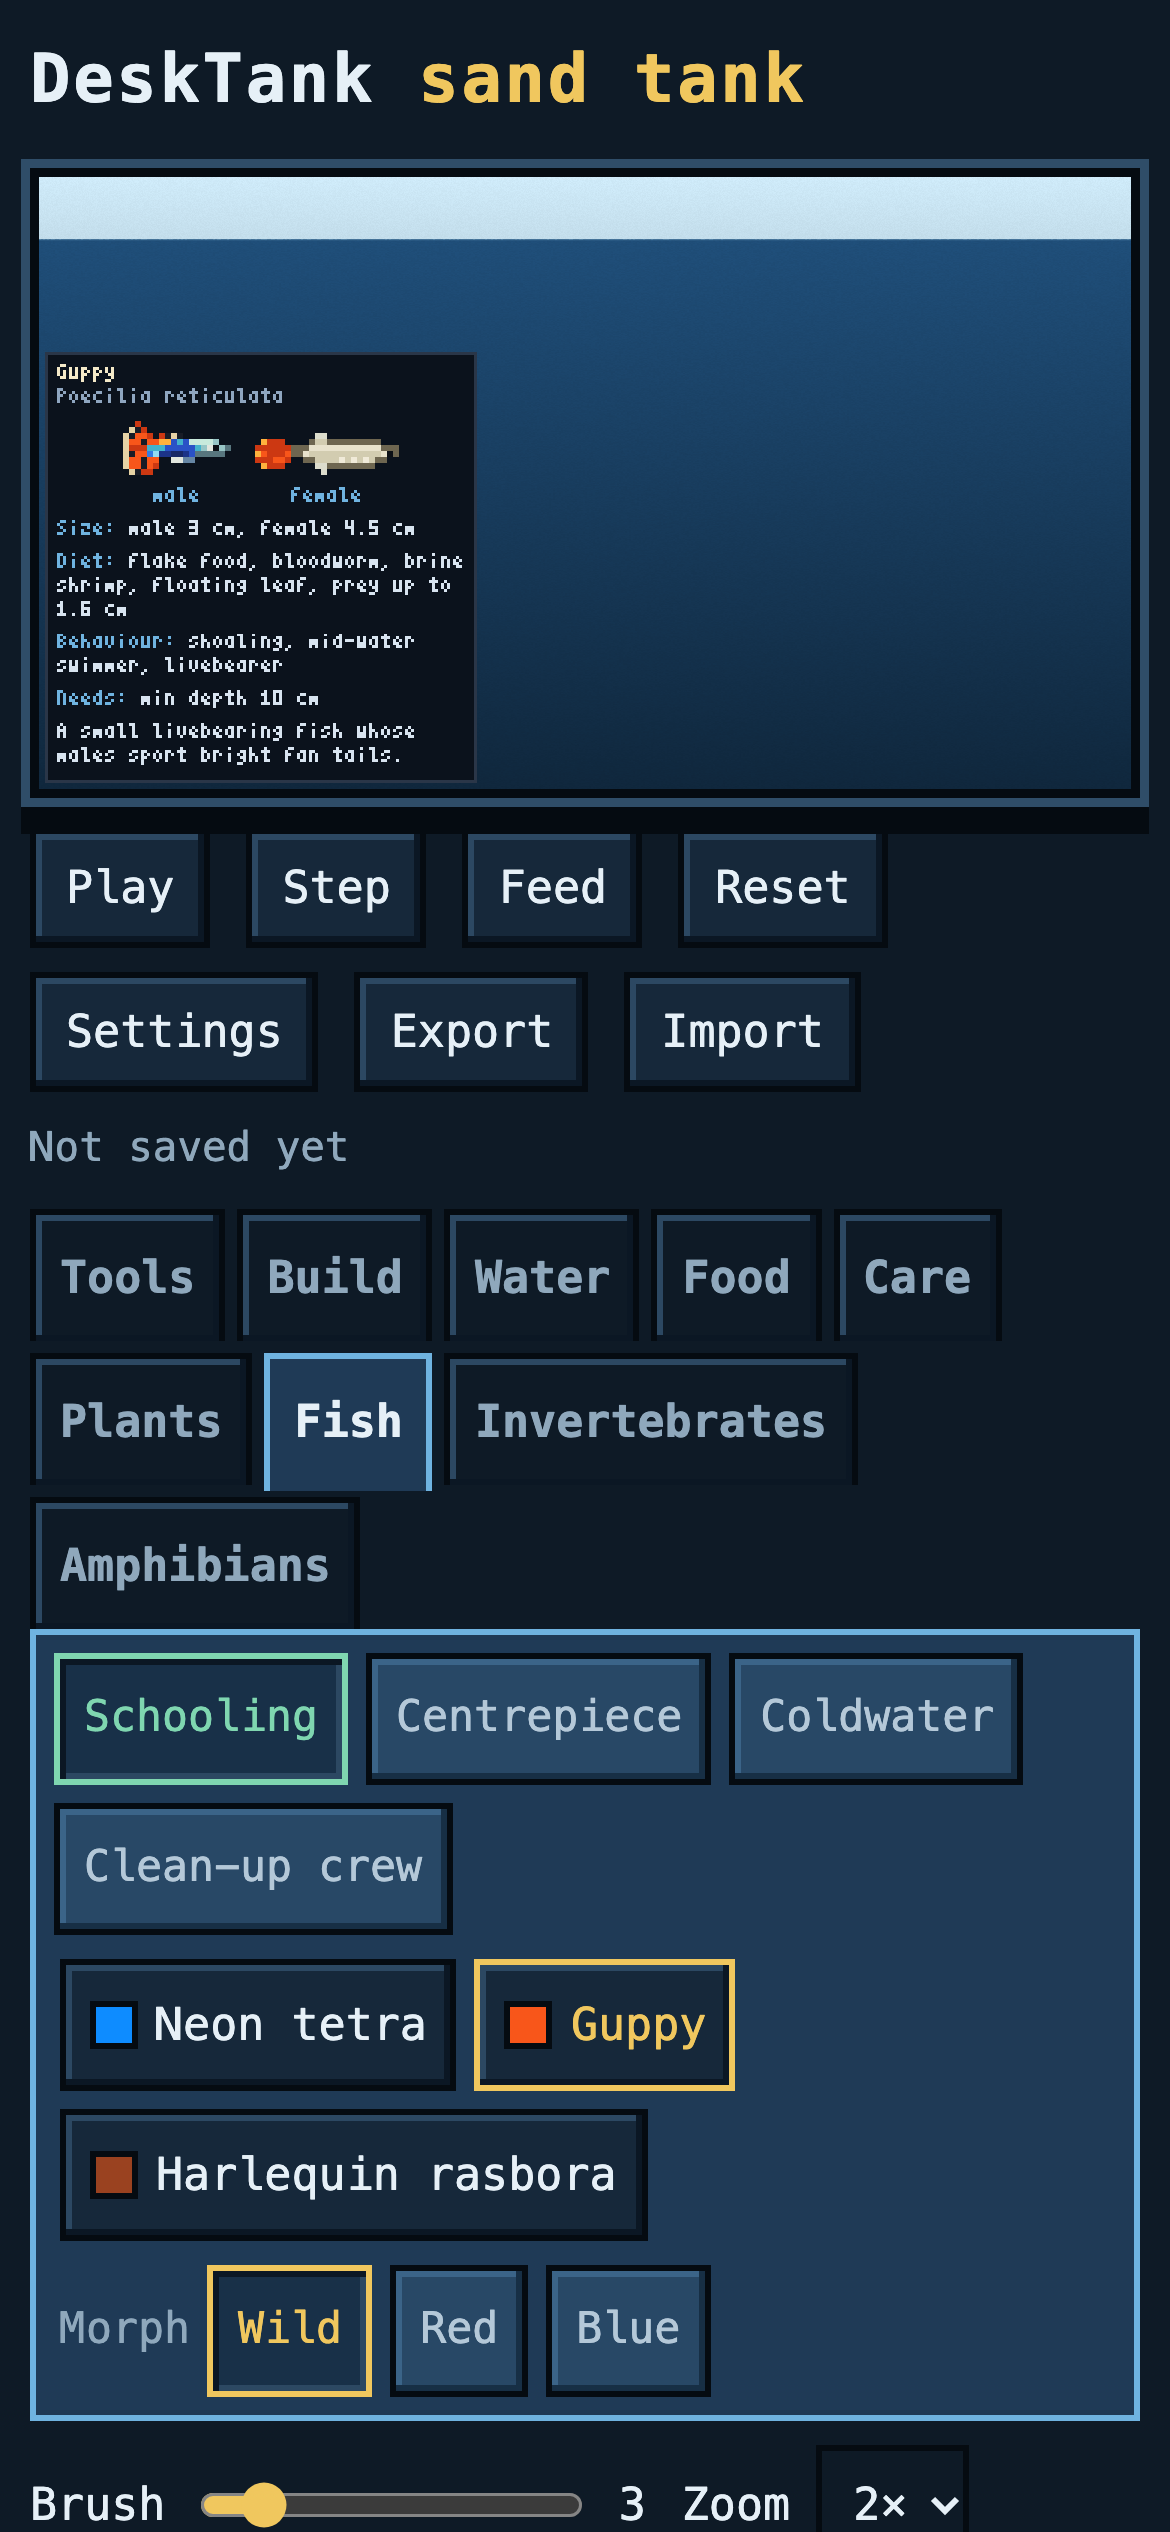 DeskTank sand tank
Guppy
Poecilia reticulata
male female
Size: male 3 cm, female 4.5 cm
Diet: flake food, bloodworm, brine
shrimp, floating leaf, prey up to
1.6 cm
Behaviour: shoaling, mid-water
swimmer, livebearer
Needs: min depth 10 cm
A small livebearing fish whose
males sport bright fan tails.
Play Step Feed Reset
Settings Export Import
Not saved yet
Tools Build Water Food Care
Plants Fish Invertebrates
Amphibians
Schooling Centrepiece Coldwater
Clean-up crew
Neon tetra Guppy
Harlequin rasbora
Morph Wild Red Blue
Brush 3 Zoom 2×